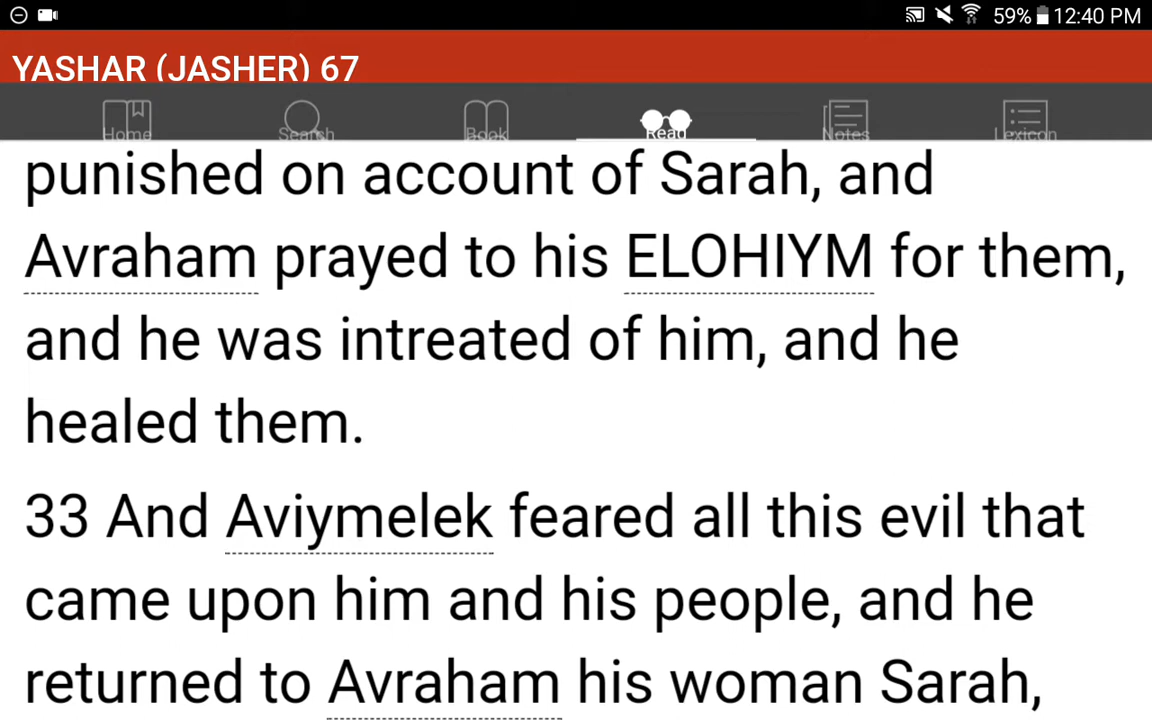 59% 12:40 PM
YASHAR (JASHER) 67
Home Search Book Read Notes Lexicon
punished on account of Sarah, and
Avraham prayed to his ELOHIYM for them,
and he was intreated of him, and he
healed them.
33 And Aviymelek feared all this evil that
came upon him and his people, and he
returned to Avraham his woman Sarah,